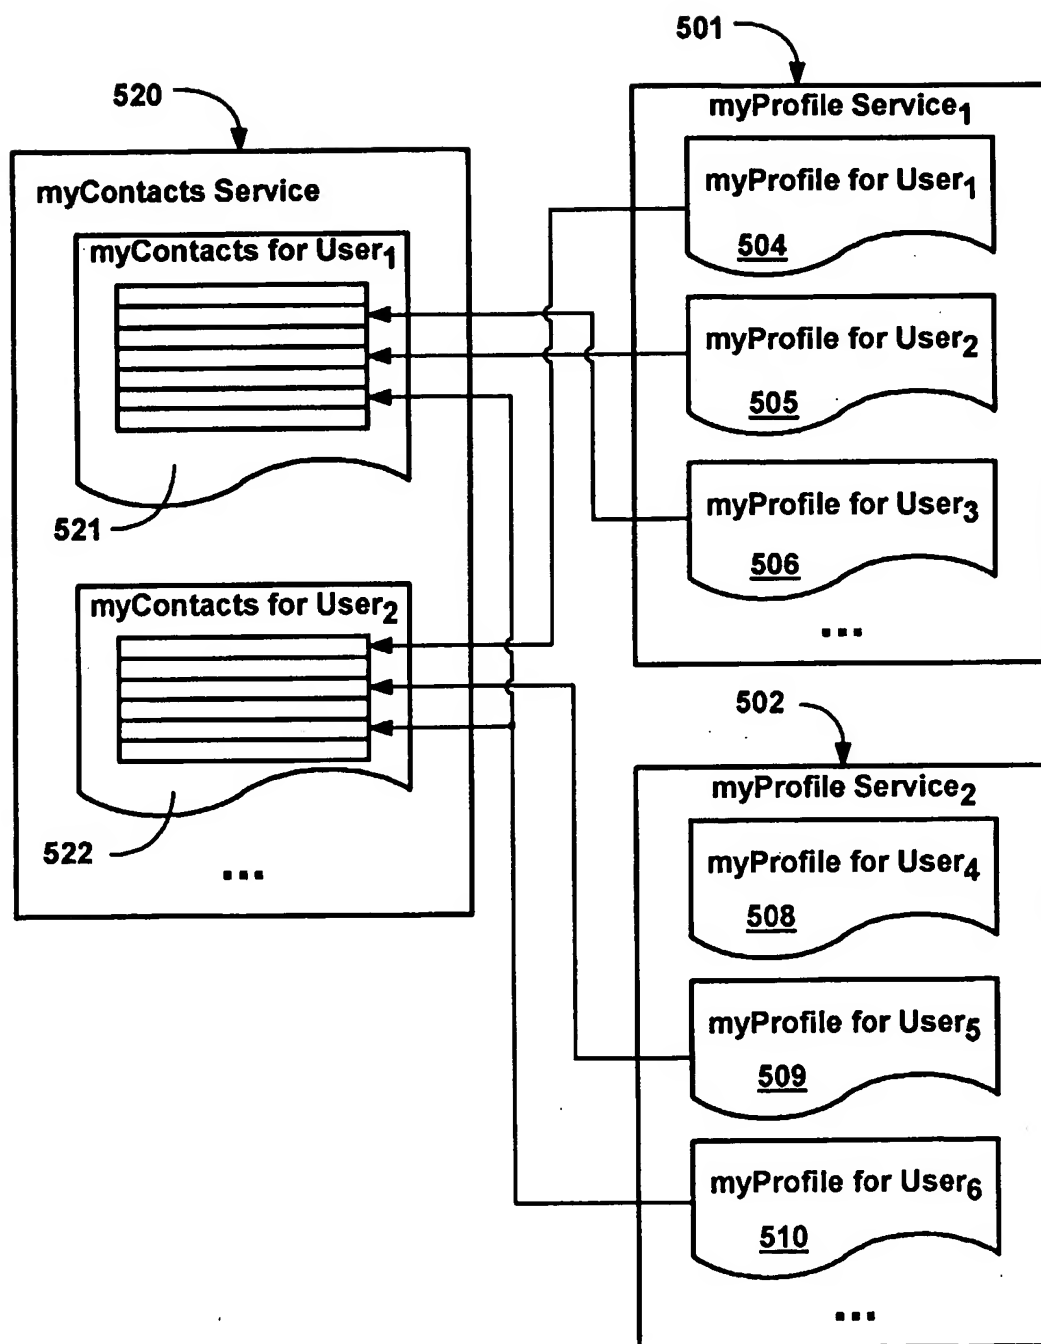 501
520
myProfile Service1
myContacts Service
myProfile for User1
504
myContacts for User1
myProfile for User2
505
myProfile for User3
506
521
...
myContacts for User2
502
myProfile Service2
522
...
myProfile for User4
508
myProfile for User5
509
myProfile for User6
510
...